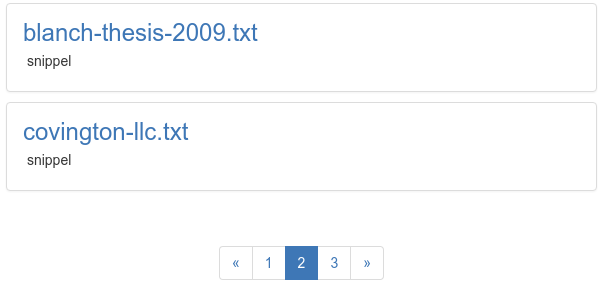 blanch-thesis-2009.txt
snippel
covington-llc.txt
snippel
« 1 2 3 »